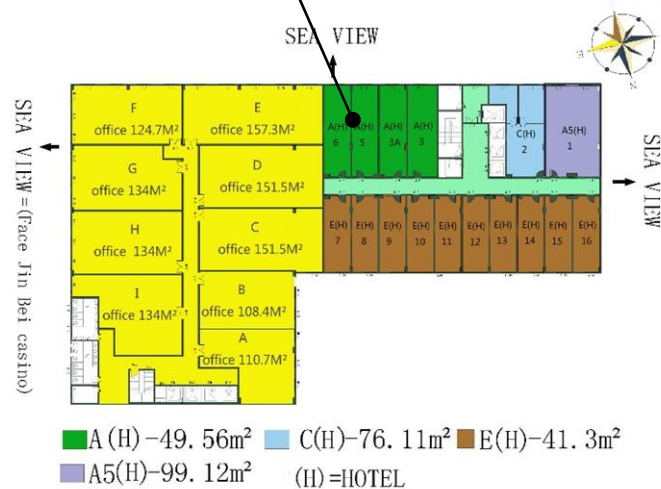 SEA VIEW
N
F
office 124.7M²
E
office 157.3M²
A(H)
6
A(H)
5
A(H)
3A
A(H)
3
C(H)
2
A5(H)
1
SEA VIEW=(Face Jin Bei casino)
SEA VIEW
G
office 134M²
D
office 151.5M²
H
134M²
C
office 151.5M²
E(H)
7
E(H)
8
E(H)
9
E(H)
10
E(H)
11
E(H)
12
E(H)
13
E(H)
14
E(H)
15
E(H)
16
I
office 134M²
B
office 108.4M²
A
office 110.7M²
A(H)-49.56m² C(H)-76.11m² E(H)-41.3m²
A5(H)-99.12m² (H)=HOTEL